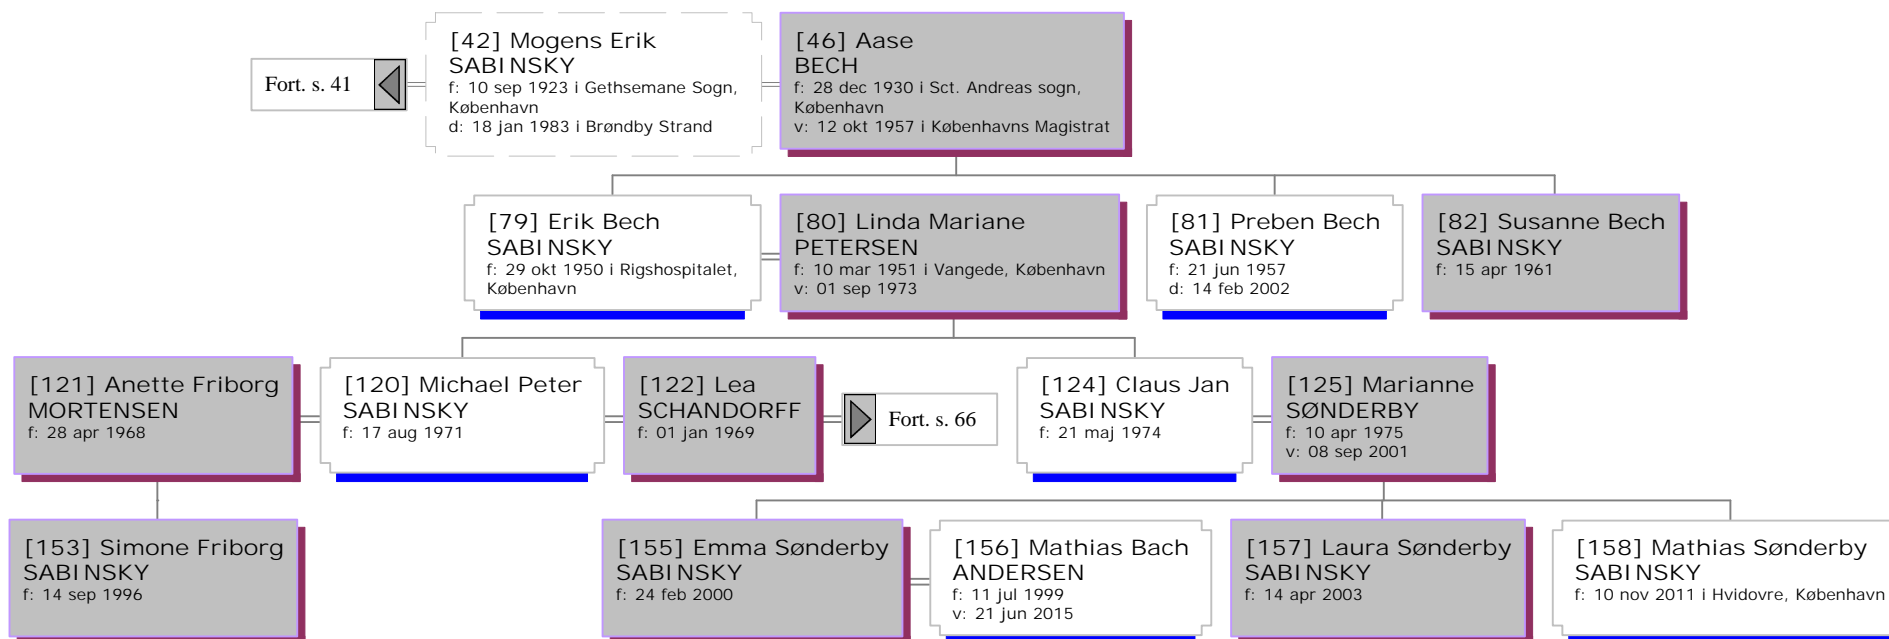 Fort. s. 41
[42] Mogens Erik
SABINSKY
f: 10 sep 1923 i Gethsemane Sogn,
København
d: 18 jan 1983 i Brøndby Strand
[46] Aase
BECH
f: 28 dec 1930 i Sct. Andreas sogn,
København
v: 12 okt 1957 i Københavns Magistrat
[79] Erik Bech
SABINSKY
f: 29 okt 1950 i Rigshospitalet,
København
[80] Linda Mariane
PETERSEN
f: 10 mar 1951 i Vangede, København
v: 01 sep 1973
[81] Preben Bech
SABINSKY
f: 21 jun 1957
d: 14 feb 2002
[82] Susanne Bech
SABINSKY
f: 15 apr 1961
[121] Anette Friborg
MORTENSEN
f: 28 apr 1968
[120] Michael Peter
SABINSKY
f: 17 aug 1971
[122] Lea
SCHANDORFF
f: 01 jan 1969
Fort. s. 66
[124] Claus Jan
SABINSKY
f: 21 maj 1974
[125] Marianne
SØNDERBY
f: 10 apr 1975
v: 08 sep 2001
[153] Simone Friborg
SABINSKY
f: 14 sep 1996
[155] Emma Sønderby
SABINSKY
f: 24 feb 2000
[156] Mathias Bach
ANDERSEN
f: 11 jul 1999
v: 21 jun 2015
[157] Laura Sønderby
SABINSKY
f: 14 apr 2003
[158] Mathias Sønderby
SABINSKY
f: 10 nov 2011 i Hvidovre, København